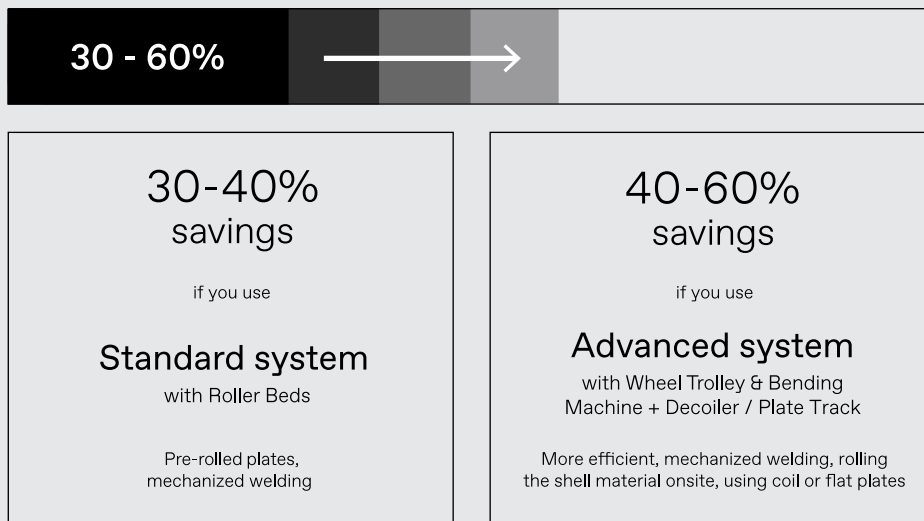 30 - 60%
30-40%
savings
if you use
Standard system
with Roller Beds
Pre-rolled plates,
mechanized welding
40-60%
savings
if you use
Advanced system
with Wheel Trolley & Bending
Machine + Decoiler / Plate Track
More efficient, mechanized welding, rolling
the shell material onsite, using coil or flat plates